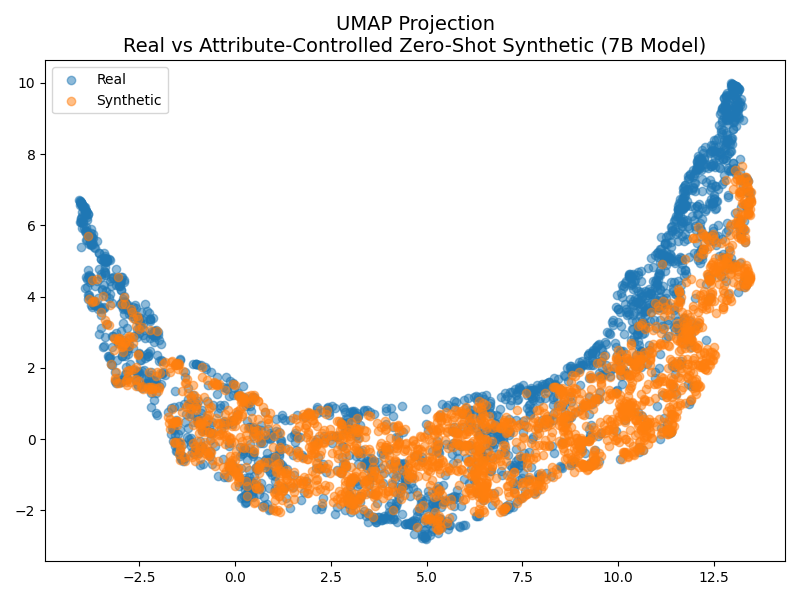 UMAP Projection
Real vs Attribute-Controlled Zero-Shot Synthetic (7B Model)
Real
Synthetic
10
8
6
4
2
0
−2
−2.5 0.0 2.5 5.0 7.5 10.0 12.5